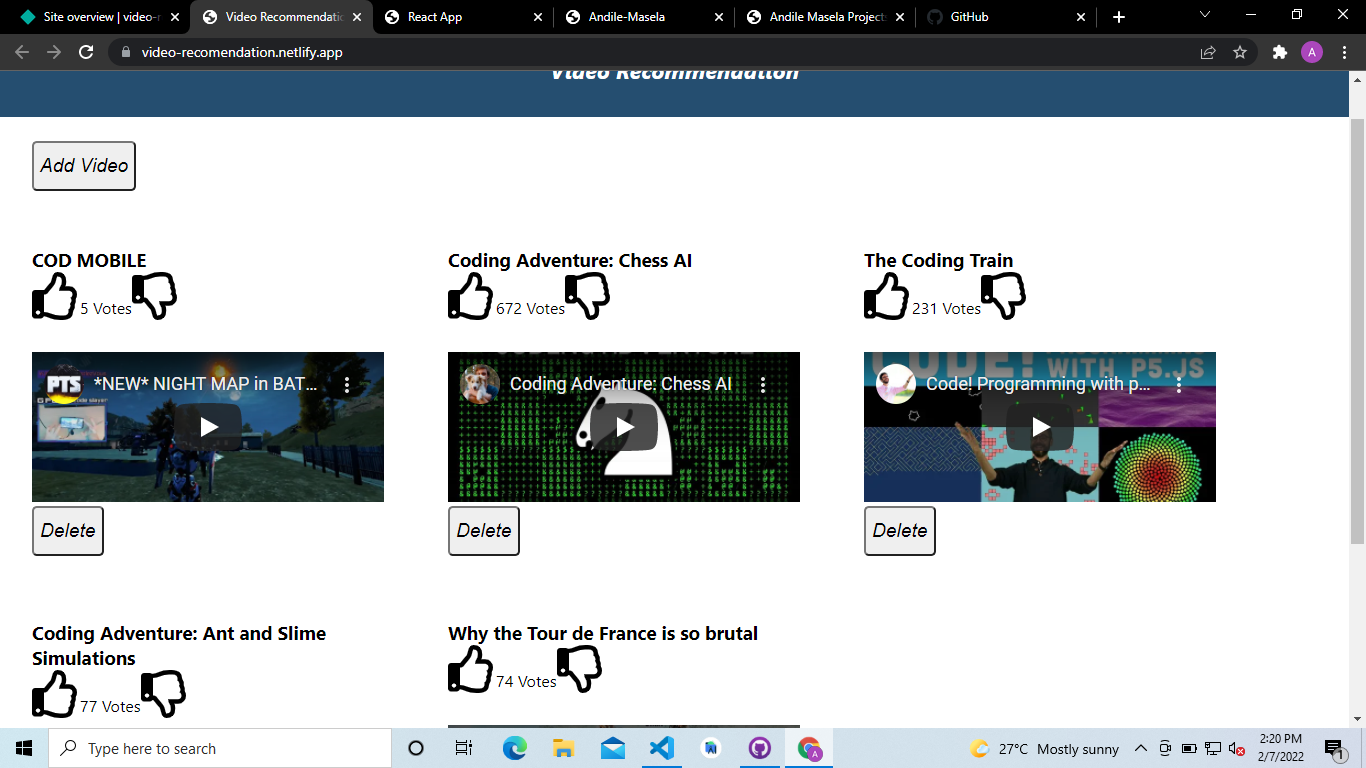 Site overview | video-r
Video Recommendatio
React App
Andile-Masela
Andile Masela Projects
GitHub
video-recomendation.netlify.app
A
Video Recommendation
Add Video
COD MOBILE
5 Votes
Coding Adventure: Chess AI
672 Votes
The Coding Train
231 Votes
PTS
*NEW* NIGHT MAP in BAT...
Coding Adventure: Chess AI
CODE! PROGRAMMING
WITH P5.JS
Code! Programming with p...
Delete
Delete
Delete
Coding Adventure: Ant and Slime
Simulations
77 Votes
Why the Tour de France is so brutal
74 Votes
Type here to search
A
27°C Mostly sunny
2:20 PM
2/7/2022
1